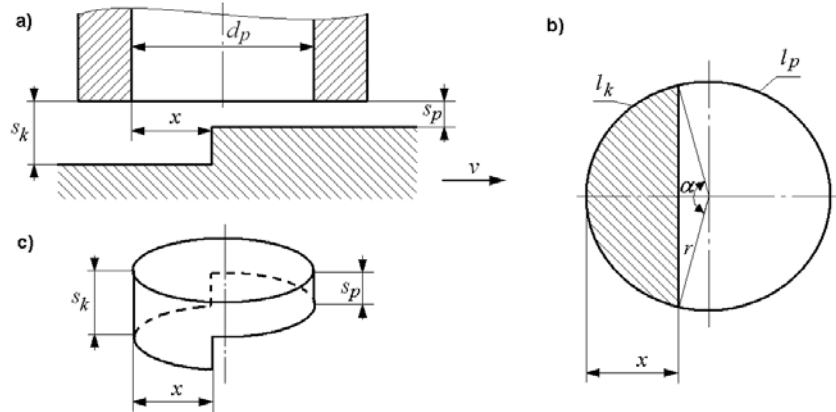 a)
d_p
s_k
x
s_p
v
b)
l_k
l_p
α
r
x
c)
s_k
s_p
x